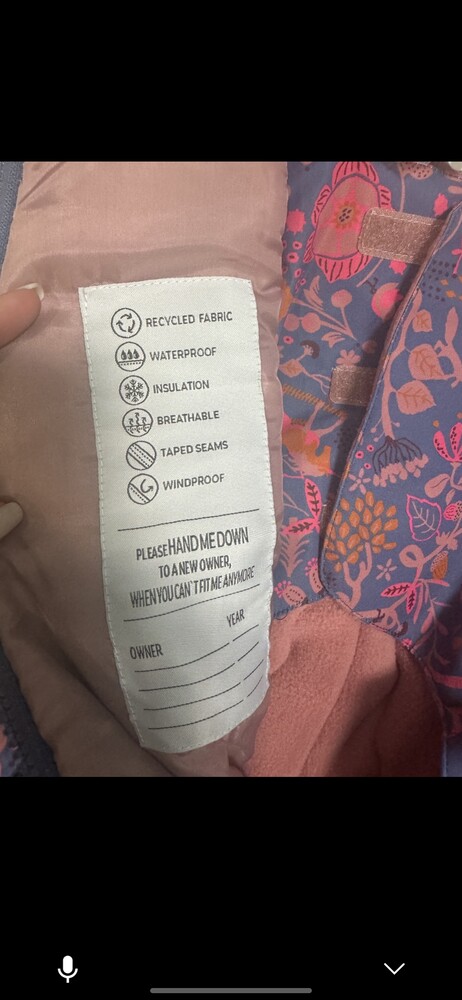 RECYCLED FABRIC
WATERPROOF
INSULATION
BREATHABLE
TAPED SEAMS
WINDPROOF
PLEASE HAND ME DOWN
TO A NEW OWNER,
WHEN YOU CAN'T FIT ME ANYMORE
OWNER YEAR